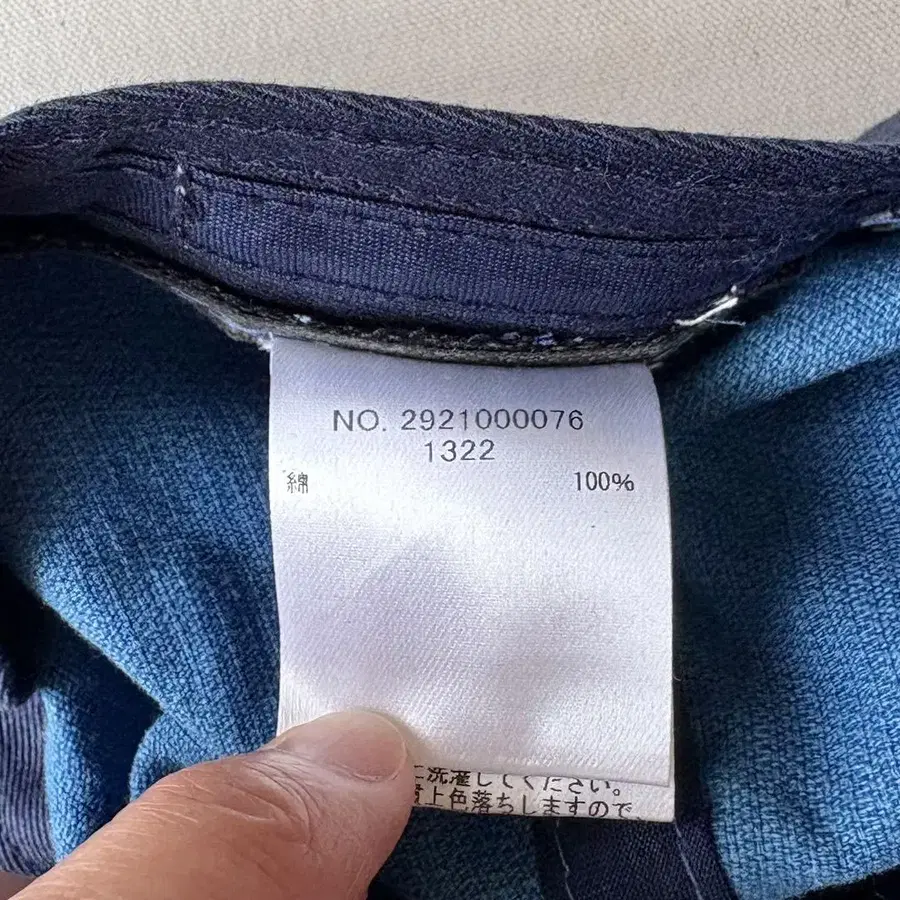 NO. 2921000076
1322
綿 100%
に洗濯してください。
質上色落ちしますので、